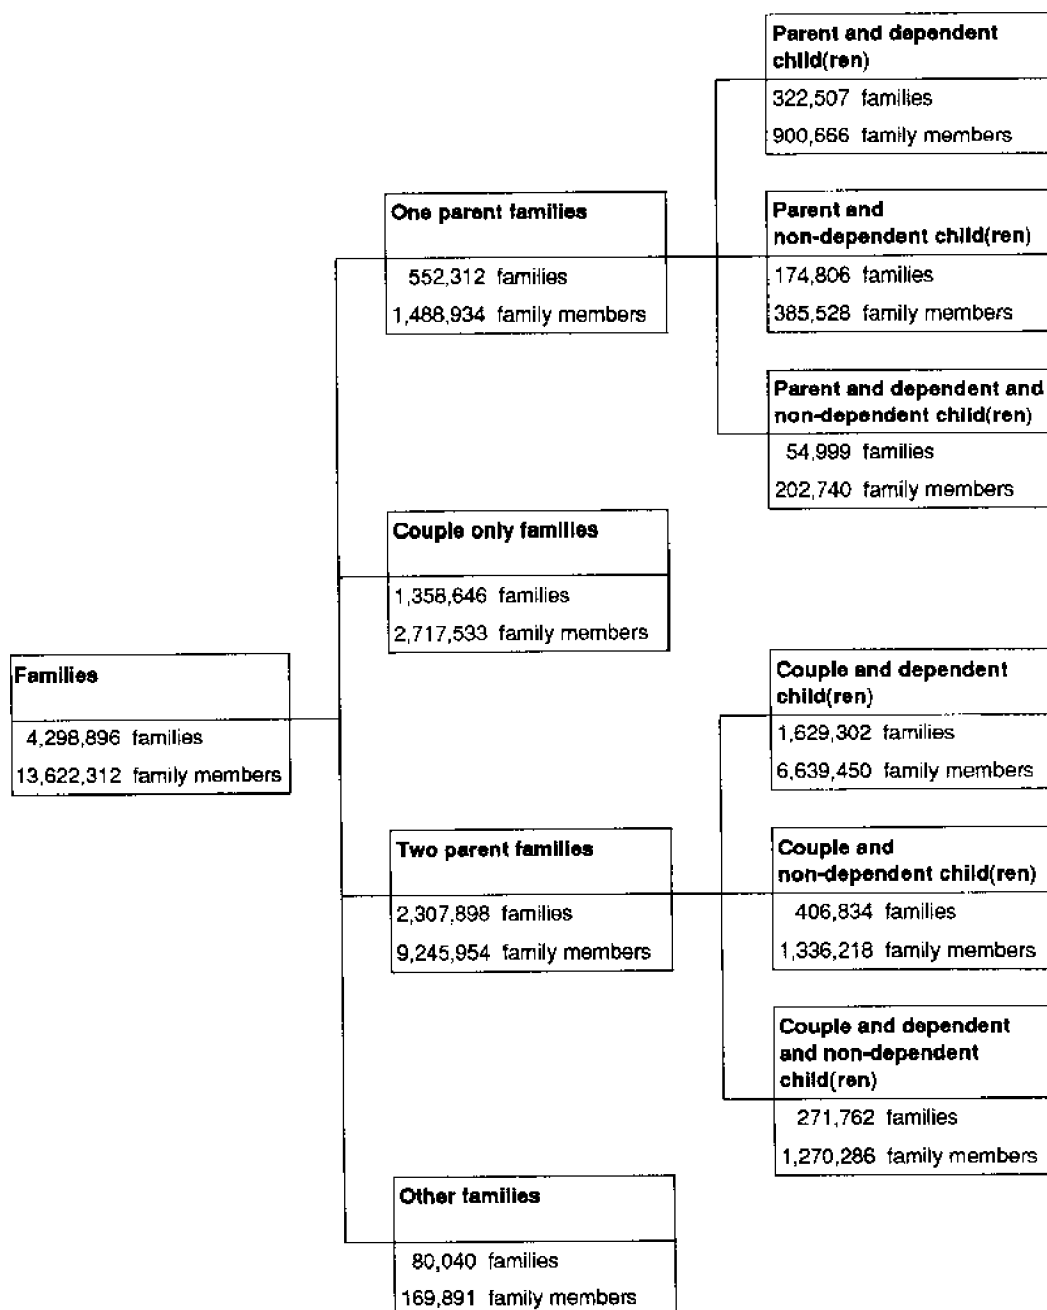 Parent and dependent
child(ren)
322,507 families
900,666 family members
One parent families
552,312 families
1,488,934 family members
Parent and
non-dependent child(ren)
174,806 families
385,528 family members
Parent and dependent and
non-dependent child(ren)
54,999 families
202,740 family members
Couple only families
1,358,646 families
2,717,533 family members
Families
4,298,896 families
13,622,312 family members
Couple and dependent
child(ren)
1,629,302 families
6,639,450 family members
Two parent families
2,307,898 families
9,245,954 family members
Couple and
non-dependent child(ren)
406,834 families
1,336,218 family members
Couple and dependent
and non-dependent
child(ren)
271,762 families
1,270,286 family members
Other families
80,040 families
169,891 family members